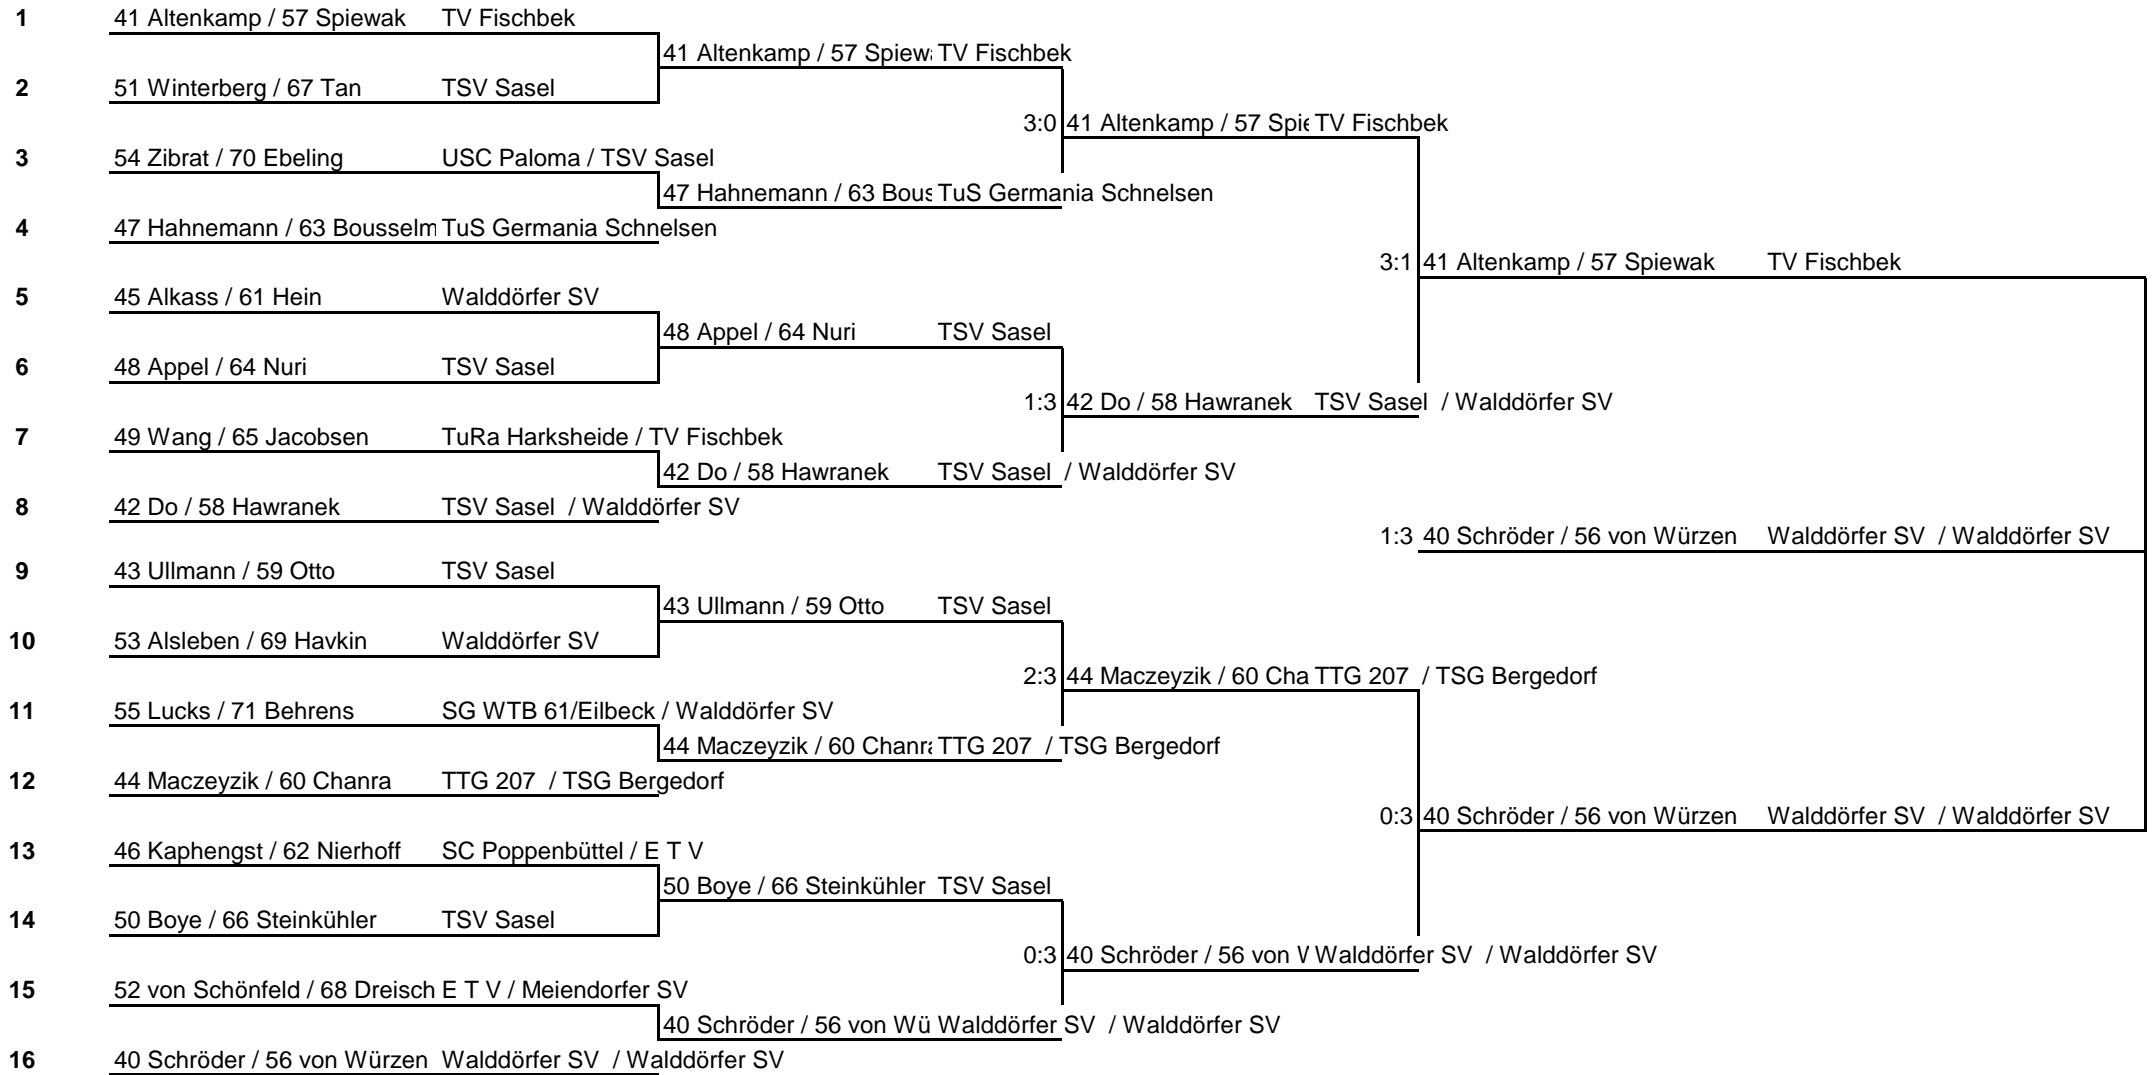 1 41 Altenkamp / 57 Spiewak TV Fischbek
41 Altenkamp / 57 Spiew TV Fischbek
2 51 Winterberg / 67 Tan TSV Sasel
3:0 41 Altenkamp / 57 Spie TV Fischbek
3 54 Zibrat / 70 Ebeling USC Paloma / TSV Sasel
47 Hahnemann / 63 Bous TuS Germania Schnelsen
4 47 Hahnemann / 63 Bousselm TuS Germania Schnelsen
3:1 41 Altenkamp / 57 Spiewak TV Fischbek
5 45 Alkass / 61 Hein Walddörfer SV
48 Appel / 64 Nuri TSV Sasel
6 48 Appel / 64 Nuri TSV Sasel
1:3 42 Do / 58 Hawranek TSV Sasel / Walddörfer SV
7 49 Wang / 65 Jacobsen TuRa Harksheide / TV Fischbek
42 Do / 58 Hawranek TSV Sasel / Walddörfer SV
8 42 Do / 58 Hawranek TSV Sasel / Walddörfer SV
1:3 40 Schröder / 56 von Würzen Walddörfer SV / Walddörfer SV
9 43 Ullmann / 59 Otto TSV Sasel
43 Ullmann / 59 Otto TSV Sasel
10 53 Alsleben / 69 Havkin Walddörfer SV
2:3 44 Maczeyzik / 60 Cha TTG 207 / TSG Bergedorf
11 55 Lucks / 71 Behrens SG WTB 61/Eilbeck / Walddörfer SV
44 Maczeyzik / 60 Chanra TTG 207 / TSG Bergedorf
12 44 Maczeyzik / 60 Chanra TTG 207 / TSG Bergedorf
0:3 40 Schröder / 56 von Würzen Walddörfer SV / Walddörfer SV
13 46 Kaphengst / 62 Nierhoff SC Poppenbüttel / E T V
50 Boye / 66 Steinkühler TSV Sasel
14 50 Boye / 66 Steinkühler TSV Sasel
0:3 40 Schröder / 56 von Walddörfer SV / Walddörfer SV
15 52 von Schönfeld / 68 Dreisch E T V / Meiendorfer SV
40 Schröder / 56 von Wü Walddörfer SV / Walddörfer SV
16 40 Schröder / 56 von Würzen Walddörfer SV / Walddörfer SV